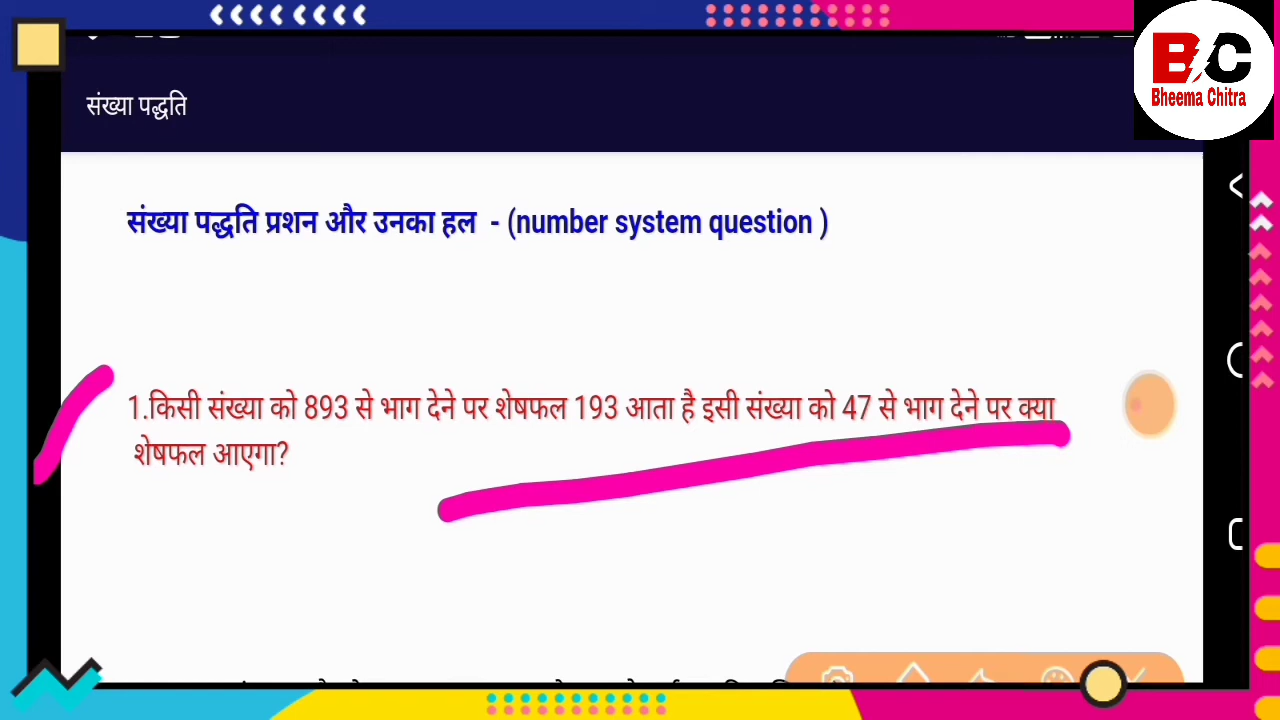 BC
Bheema Chitra
संख्या पद्धति
संख्या पद्धति प्रशन और उनका हल - (number system question )
1.किसी संख्या को 893 से भाग देने पर शेषफल 193 आता है इसी संख्या को 47 से भाग देने पर क्या
शेषफल आएगा?